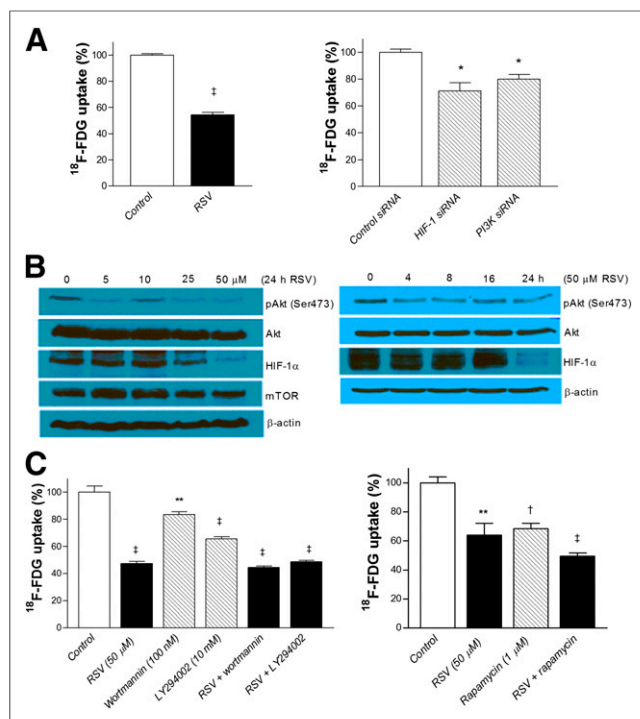 A
18F-FDG uptake (%)
100
80
60
40
20
0
‡
Control
RSV
18F-FDG uptake (%)
100
80
60
40
20
0
*
*
Control siRNA
HIF-1 siRNA
PI3K siRNA
B
0 5 10 25 50 μM (24 h RSV)
pAkt (Ser473)
Akt
HIF-1α
mTOR
β-actin
0 4 8 16 24 h (50 μM RSV)
pAkt (Ser473)
Akt
HIF-1α
β-actin
C
18F-FDG uptake (%)
100
80
60
40
20
0
‡
**
‡
‡
‡
Control
RSV (50 μM)
Wortmannin (100 nM)
LY294002 (10 mM)
RSV + wortmannin
RSV + LY294002
18F-FDG uptake (%)
100
80
60
40
20
0
**
†
‡
Control
RSV (50 μM)
Rapamycin (1 μM)
RSV + rapamycin